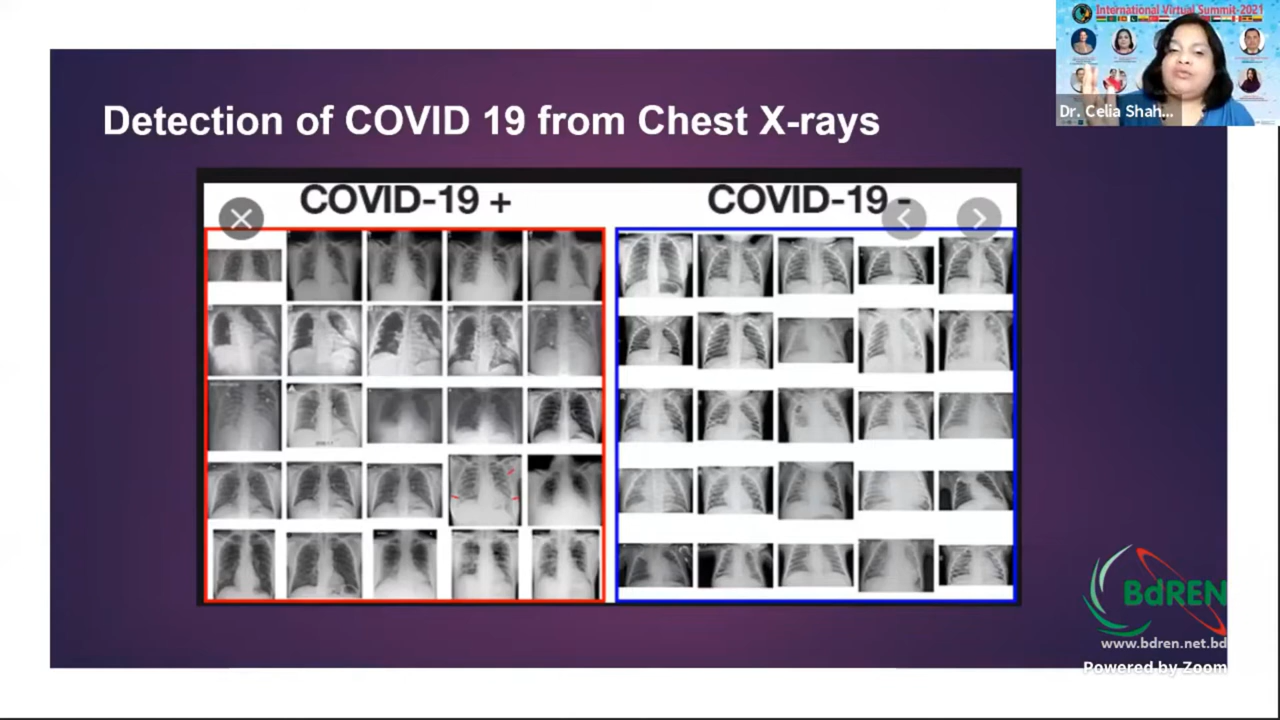 International Virtual Summit-2021
Dr. Celia Shah...
Detection of COVID 19 from Chest X-rays
COVID-19 +
COVID-19 -
BdREN
www.bdren.net.bd
Powered by Zoom